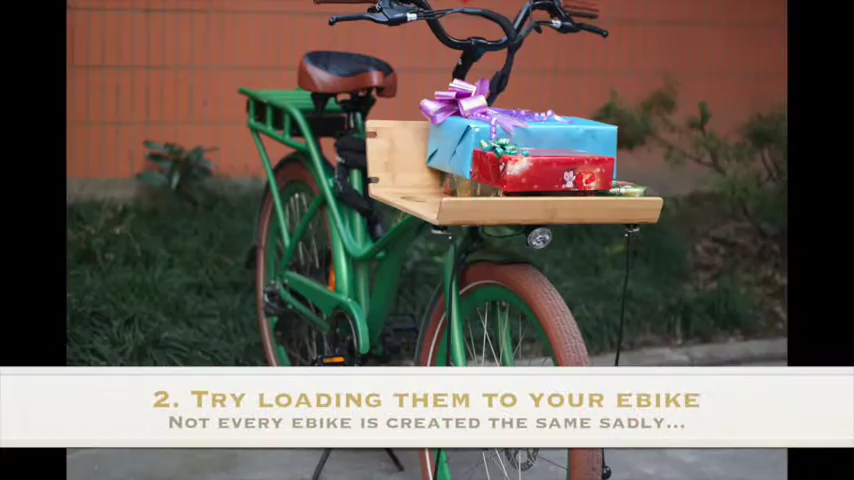 2. Try loading them to your ebike
Not every ebike is created the same sadly...